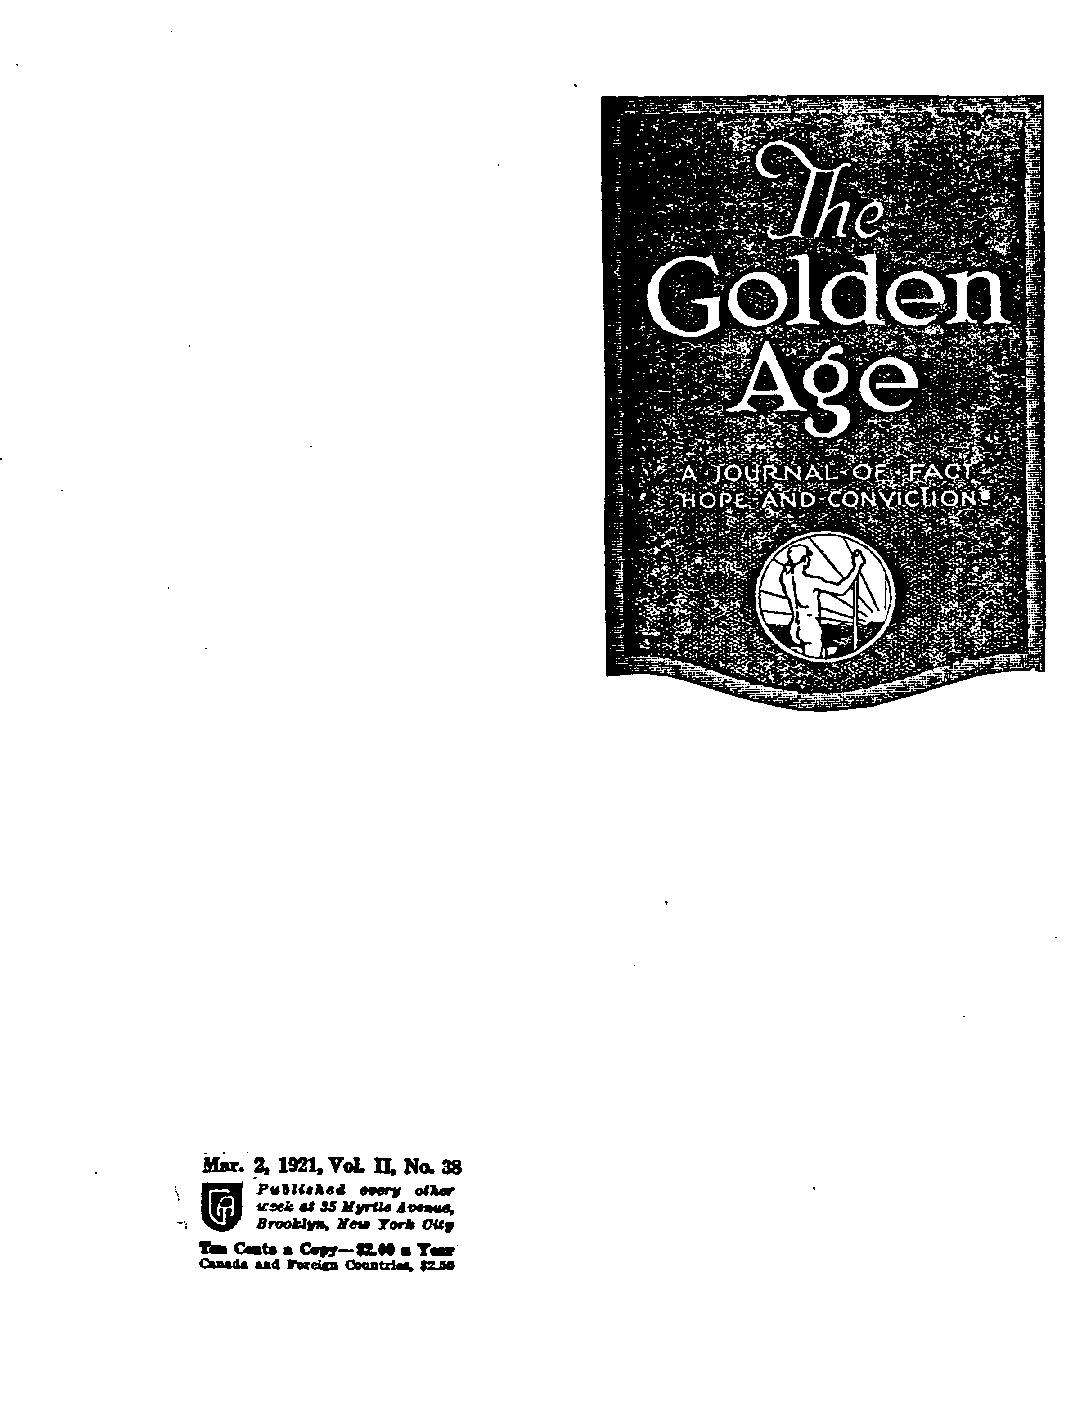 The
Golden
Age
A JOURNAL OF FACT
HOPE AND CONVICTION
Mar. 2, 1921, Vol. II, No. 38
Published every other
week at 35 Myrtle Avenue,
Brooklyn, New York City
Ten Cents a Copy—$2.00 a Year
Canada and Foreign Countries, $2.50